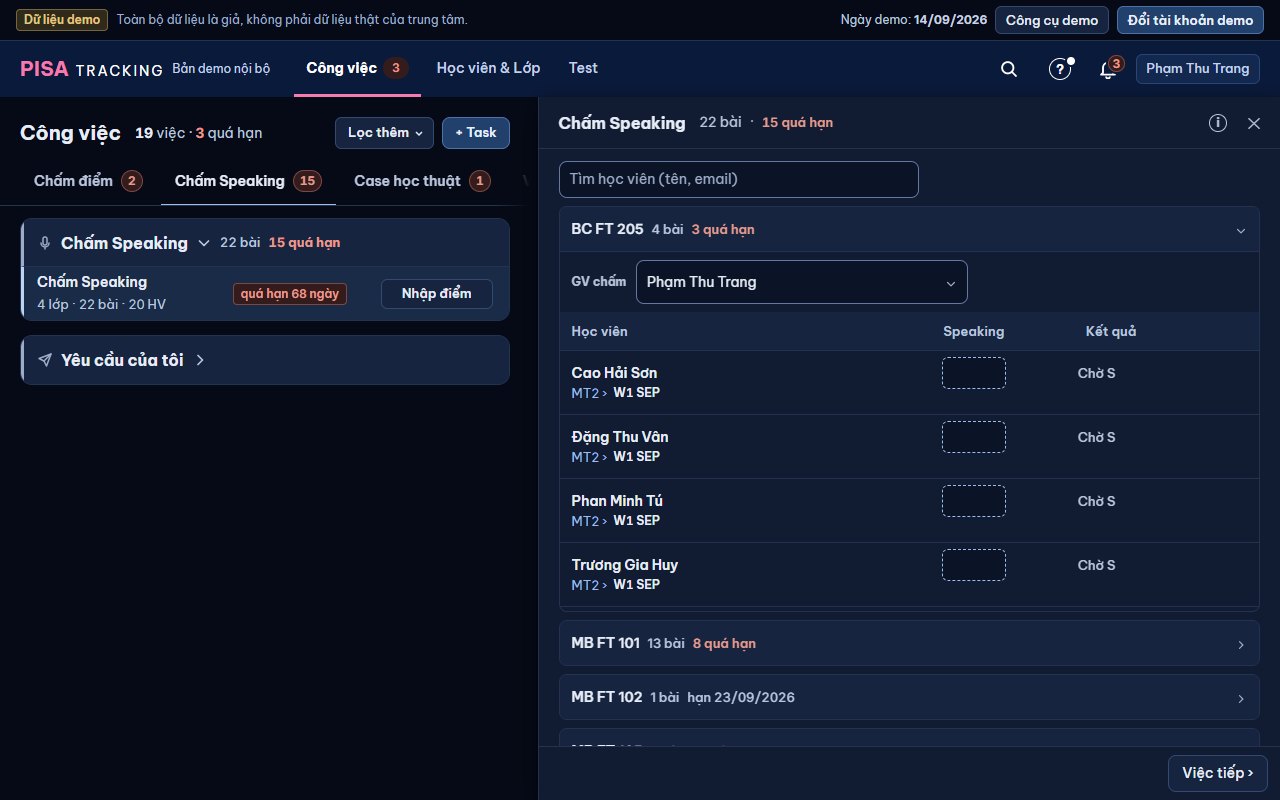 Dữ liệu demo Toàn bộ dữ liệu là giả, không phải dữ liệu thật của trung tâm.
Ngày demo: 14/09/2026 Công cụ demo Đổi tài khoản demo
PISA TRACKING Bản demo nội bộ Công việc 3 Học viên & Lớp Test
? 3 Phạm Thu Trang
Công việc 19 việc · 3 quá hạn Lọc thêm + Task
Chấm điểm 2 Chấm Speaking 15 Case học thuật 1
Chấm Speaking 22 bài 15 quá hạn
Chấm Speaking
4 lớp · 22 bài · 20 HV
quá hạn 68 ngày
Nhập điểm
Yêu cầu của tôi
Chấm Speaking 22 bài · 15 quá hạn
Tìm học viên (tên, email)
BC FT 205 4 bài 3 quá hạn
GV chấm Phạm Thu Trang
Học viên Speaking Kết quả
Cao Hải Sơn Chờ S
MT2 › W1 SEP
Đặng Thu Vân Chờ S
MT2 › W1 SEP
Phan Minh Tú Chờ S
MT2 › W1 SEP
Trương Gia Huy Chờ S
MT2 › W1 SEP
MB FT 101 13 bài 8 quá hạn
MB FT 102 1 bài hạn 23/09/2026
Việc tiếp ›